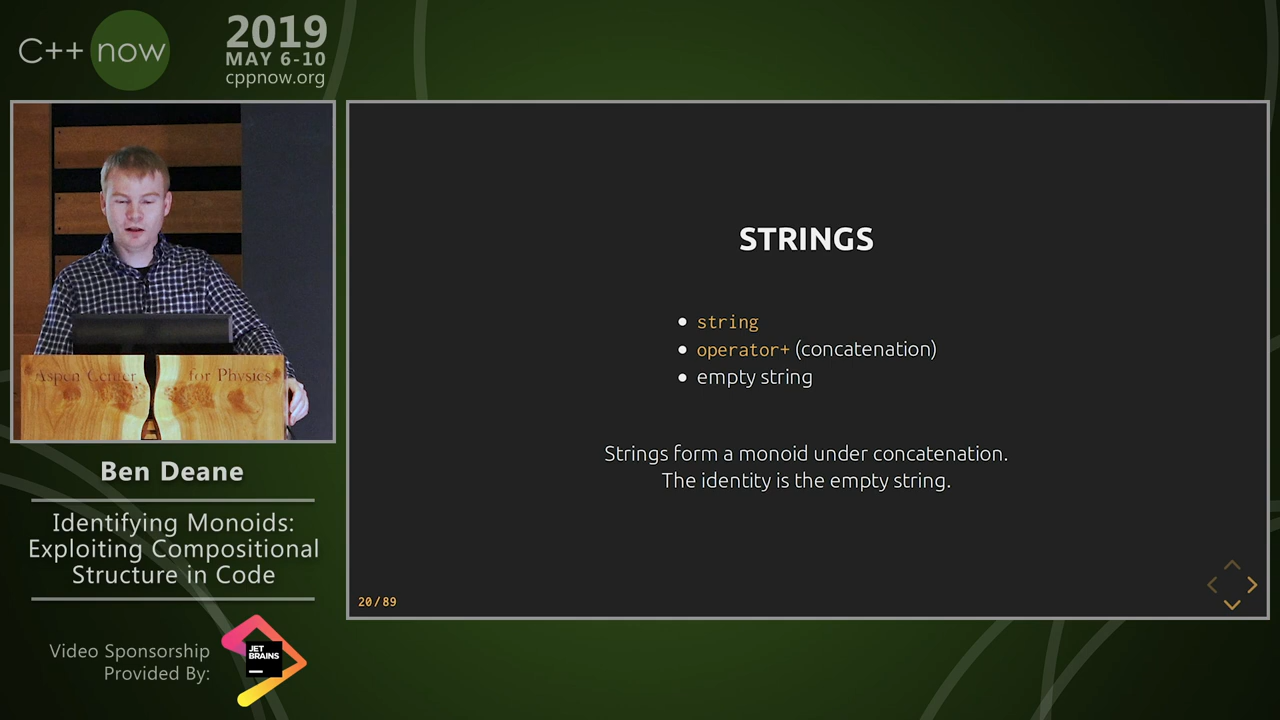 C++ now
2019
MAY 6-10
cppnow.org
Aspen Center for Physics
Ben Deane
Identifying Monoids:
Exploiting Compositional
Structure in Code
Video Sponsorship
Provided By:
JET
BRAINS
STRINGS
string
operator+ (concatenation)
empty string
Strings form a monoid under concatenation.
The identity is the empty string.
20/89